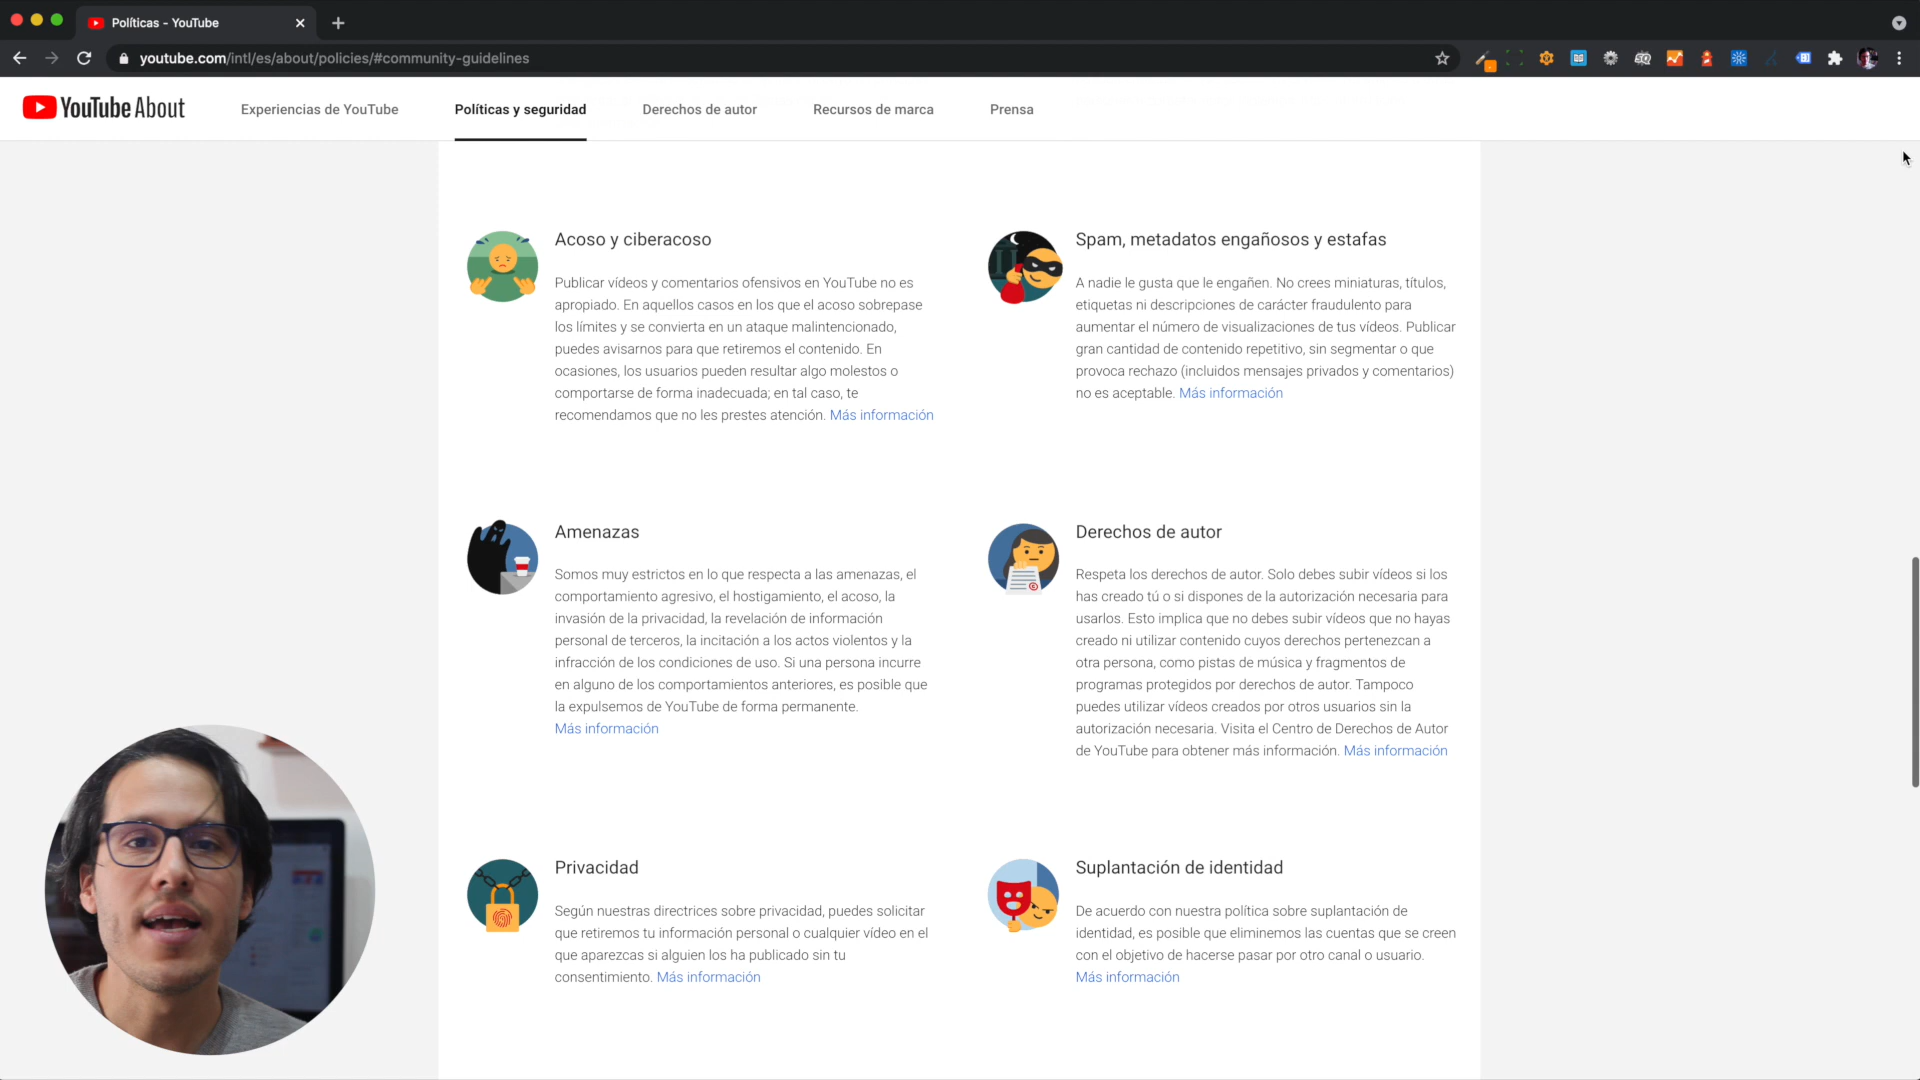 Políticas - YouTube
youtube.com/intl/es/about/policies/#community-guidelines
YouTube About
Experiencias de YouTube
Políticas y seguridad
Derechos de autor
Recursos de marca
Prensa
Acoso y ciberacoso
Publicar vídeos y comentarios ofensivos en YouTube no es
apropiado. En aquellos casos en los que el acoso sobrepase
los límites y se convierta en un ataque malintencionado,
puedes avisarnos para que retiremos el contenido. En
ocasiones, los usuarios pueden resultar algo molestos o
comportarse de forma inadecuada; en tal caso, te
recomendamos que no les prestes atención. Más información
Spam, metadatos engañosos y estafas
A nadie le gusta que le engañen. No crees miniaturas, títulos,
etiquetas ni descripciones de carácter fraudulento para
aumentar el número de visualizaciones de tus vídeos. Publicar
gran cantidad de contenido repetitivo, sin segmentar o que
provoca rechazo (incluidos mensajes privados y comentarios)
no es aceptable. Más información
Amenazas
Somos muy estrictos en lo que respecta a las amenazas, el
comportamiento agresivo, el hostigamiento, el acoso, la
invasión de la privacidad, la revelación de información
personal de terceros, la incitación a los actos violentos y la
infracción de los condiciones de uso. Si una persona incurre
en alguno de los comportamientos anteriores, es posible que
la expulsemos de YouTube de forma permanente.
Más información
Derechos de autor
Respeta los derechos de autor. Solo debes subir vídeos si los
has creado tú o si dispones de la autorización necesaria para
usarlos. Esto implica que no debes subir vídeos que no hayas
creado ni utilizar contenido cuyos derechos pertenezcan a
otra persona, como pistas de música y fragmentos de
programas protegidos por derechos de autor. Tampoco
puedes utilizar vídeos creados por otros usuarios sin la
autorización necesaria. Visita el Centro de Derechos de Autor
de YouTube para obtener más información. Más información
Privacidad
Según nuestras directrices sobre privacidad, puedes solicitar
que retiremos tu información personal o cualquier vídeo en el
que aparezcas si alguien los ha publicado sin tu
consentimiento. Más información
Suplantación de identidad
De acuerdo con nuestra política sobre suplantación de
identidad, es posible que eliminemos las cuentas que se creen
con el objetivo de hacerse pasar por otro canal o usuario.
Más información